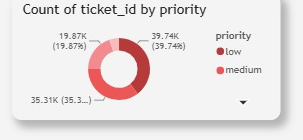 Count of ticket_id by priority
19.87K
(19.87%)
39.74K
(39.74%)
priority
low
medium
35.31K (35.3...)